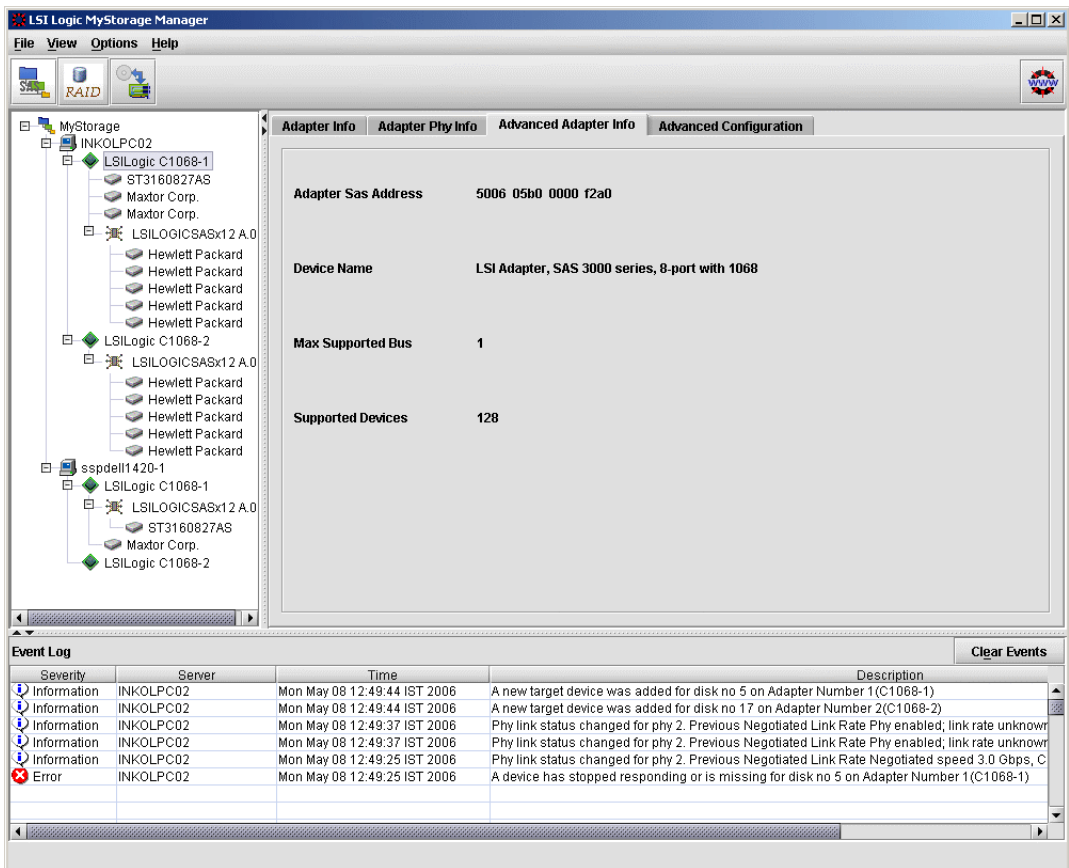 LSI Logic MyStorage Manager
File View Options Help
SAS RAID www
MyStorage
INKOLPC02
LSILogic C1068-1
ST3160827AS
Maxtor Corp.
Maxtor Corp.
LSILOGICSASx12 A.0
Hewlett Packard
Hewlett Packard
Hewlett Packard
Hewlett Packard
Hewlett Packard
LSILogic C1068-2
LSILOGICSASx12 A.0
Hewlett Packard
Hewlett Packard
Hewlett Packard
Hewlett Packard
Hewlett Packard
sspdell1420-1
LSILogic C1068-1
LSILOGICSASx12 A.0
ST3160827AS
Maxtor Corp.
LSILogic C1068-2
Adapter Info Adapter Phy Info Advanced Adapter Info Advanced Configuration
Adapter Sas Address 5006 05b0 0000 f2a0
Device Name LSI Adapter, SAS 3000 series, 8-port with 1068
Max Supported Bus 1
Supported Devices 128
Event Log Clear Events
Severity Server Time Description
Information INKOLPC02 Mon May 08 12:49:44 IST 2006 A new target device was added for disk no 5 on Adapter Number 1(C1068-1)
Information INKOLPC02 Mon May 08 12:49:44 IST 2006 A new target device was added for disk no 17 on Adapter Number 2(C1068-2)
Information INKOLPC02 Mon May 08 12:49:37 IST 2006 Phy link status changed for phy 2. Previous Negotiated Link Rate Phy enabled; link rate unknown
Information INKOLPC02 Mon May 08 12:49:37 IST 2006 Phy link status changed for phy 2. Previous Negotiated Link Rate Phy enabled; link rate unknown
Information INKOLPC02 Mon May 08 12:49:25 IST 2006 Phy link status changed for phy 2. Previous Negotiated Link Rate Negotiated speed 3.0 Gbps, C
Error INKOLPC02 Mon May 08 12:49:25 IST 2006 A device has stopped responding or is missing for disk no 5 on Adapter Number 1(C1068-1)